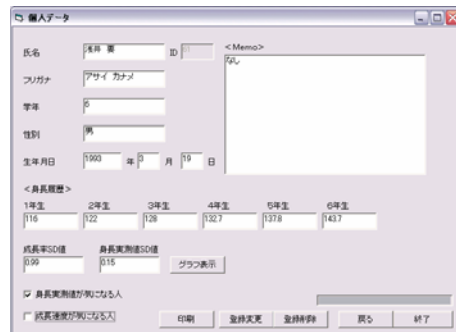 個人データ
氏名 浅井 要 ID
<Memo>
なし
フリガナ アサイ カナメ
学年 6
性別 男
生年月日 1990 年 3 月 19 日
<身長履歴>
1年生 2年生 3年生 4年生 5年生 6年生
116 122 128 132.7 137.8 143.7
成長率SD値 身長実測値SD値
0.99 0.15 グラフ表示
身長実測値が気になる人
成長速度が気になる人
印刷 登録変更 登録削除 戻る 終了